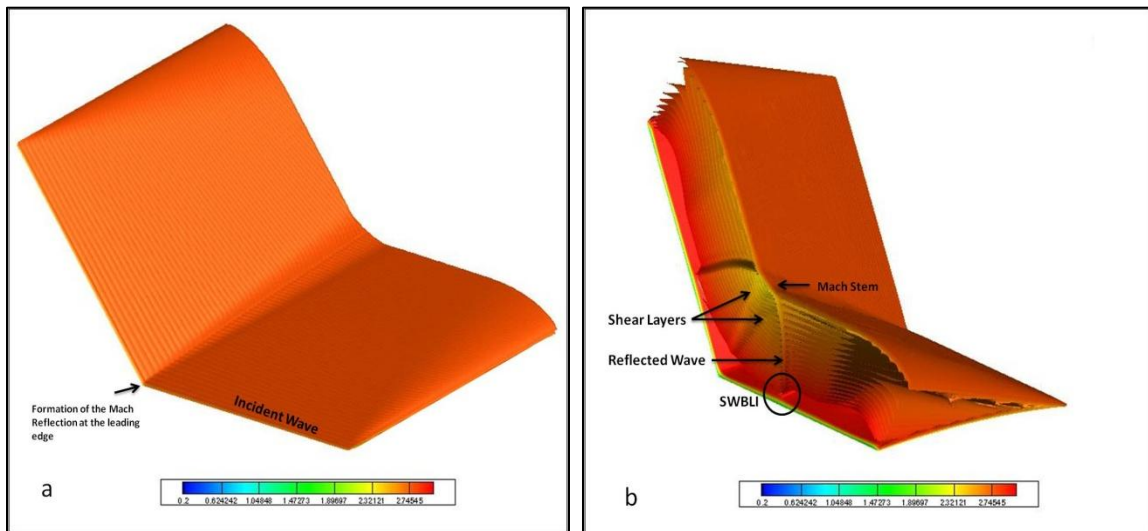 Formation of the Mach
Reflection at the leading
edge
Incident Wave
a
0.2 0.624242 1.04848 1.47273 1.89697 2.32121 2.74545
Mach Stem
Shear Layers
Reflected Wave
SWBLI
b
0.2 0.624242 1.04848 1.47273 1.89697 2.32121 2.74545